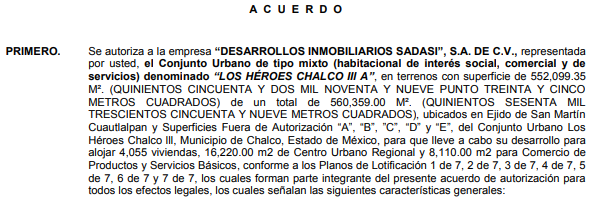 A C U E R D O
PRIMERO. Se autoriza a la empresa “DESARROLLOS INMOBILIARIOS SADASI”, S.A. DE C.V., representada
por usted, el Conjunto Urbano de tipo mixto (habitacional de interés social, comercial y de
servicios) denominado “LOS HÉROES CHALCO III A”, en terrenos con superficie de 552,099.35
M². (QUINIENTOS CINCUENTA Y DOS MIL NOVENTA Y NUEVE PUNTO TREINTA Y CINCO
METROS CUADRADOS) de un total de 560,359.00 M². (QUINIENTOS SESENTA MIL
TRESCIENTOS CINCUENTA Y NUEVE METROS CUADRADOS), ubicados en Ejido de San Martín
Cuautlalpan y Superficies Fuera de Autorización “A”, “B”, ”C”, “D” y “E”, del Conjunto Urbano Los
Héroes Chalco III, Municipio de Chalco, Estado de México, para que lleve a cabo su desarrollo para
alojar 4,055 viviendas, 16,220.00 m2 de Centro Urbano Regional y 8,110.00 m2 para Comercio de
Productos y Servicios Básicos, conforme a los Planos de Lotificación 1 de 7, 2 de 7, 3 de 7, 4 de 7, 5
de 7, 6 de 7 y 7 de 7, los cuales forman parte integrante del presente acuerdo de autorización para
todos los efectos legales, los cuales señalan las siguientes características generales: